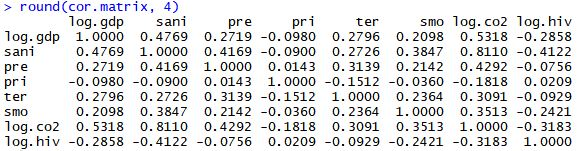 > round(cor.matrix, 4)
log.gdp sani pre pri ter smo log.co2 log.hiv
log.gdp 1.0000 0.4769 0.2719 -0.0980 0.2796 0.2098 0.5318 -0.2858
sani 0.4769 1.0000 0.4169 -0.0900 0.2726 0.3847 0.8110 -0.4122
pre 0.2719 0.4169 1.0000 0.0143 0.3139 0.2142 0.4292 -0.0756
pri -0.0980 -0.0900 0.0143 1.0000 -0.1512 -0.0360 -0.1818 0.0209
ter 0.2796 0.2726 0.3139 -0.1512 1.0000 0.2364 0.3091 -0.0929
smo 0.2098 0.3847 0.2142 -0.0360 0.2364 1.0000 0.3513 -0.2421
log.co2 0.5318 0.8110 0.4292 -0.1818 0.3091 0.3513 1.0000 -0.3183
log.hiv -0.2858 -0.4122 -0.0756 0.0209 -0.0929 -0.2421 -0.3183 1.0000